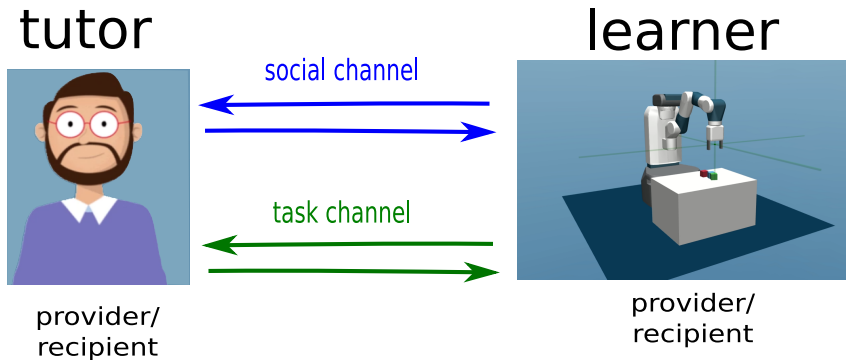 tutor
learner
social channel
task channel
provider/
recipient
provider/
recipient